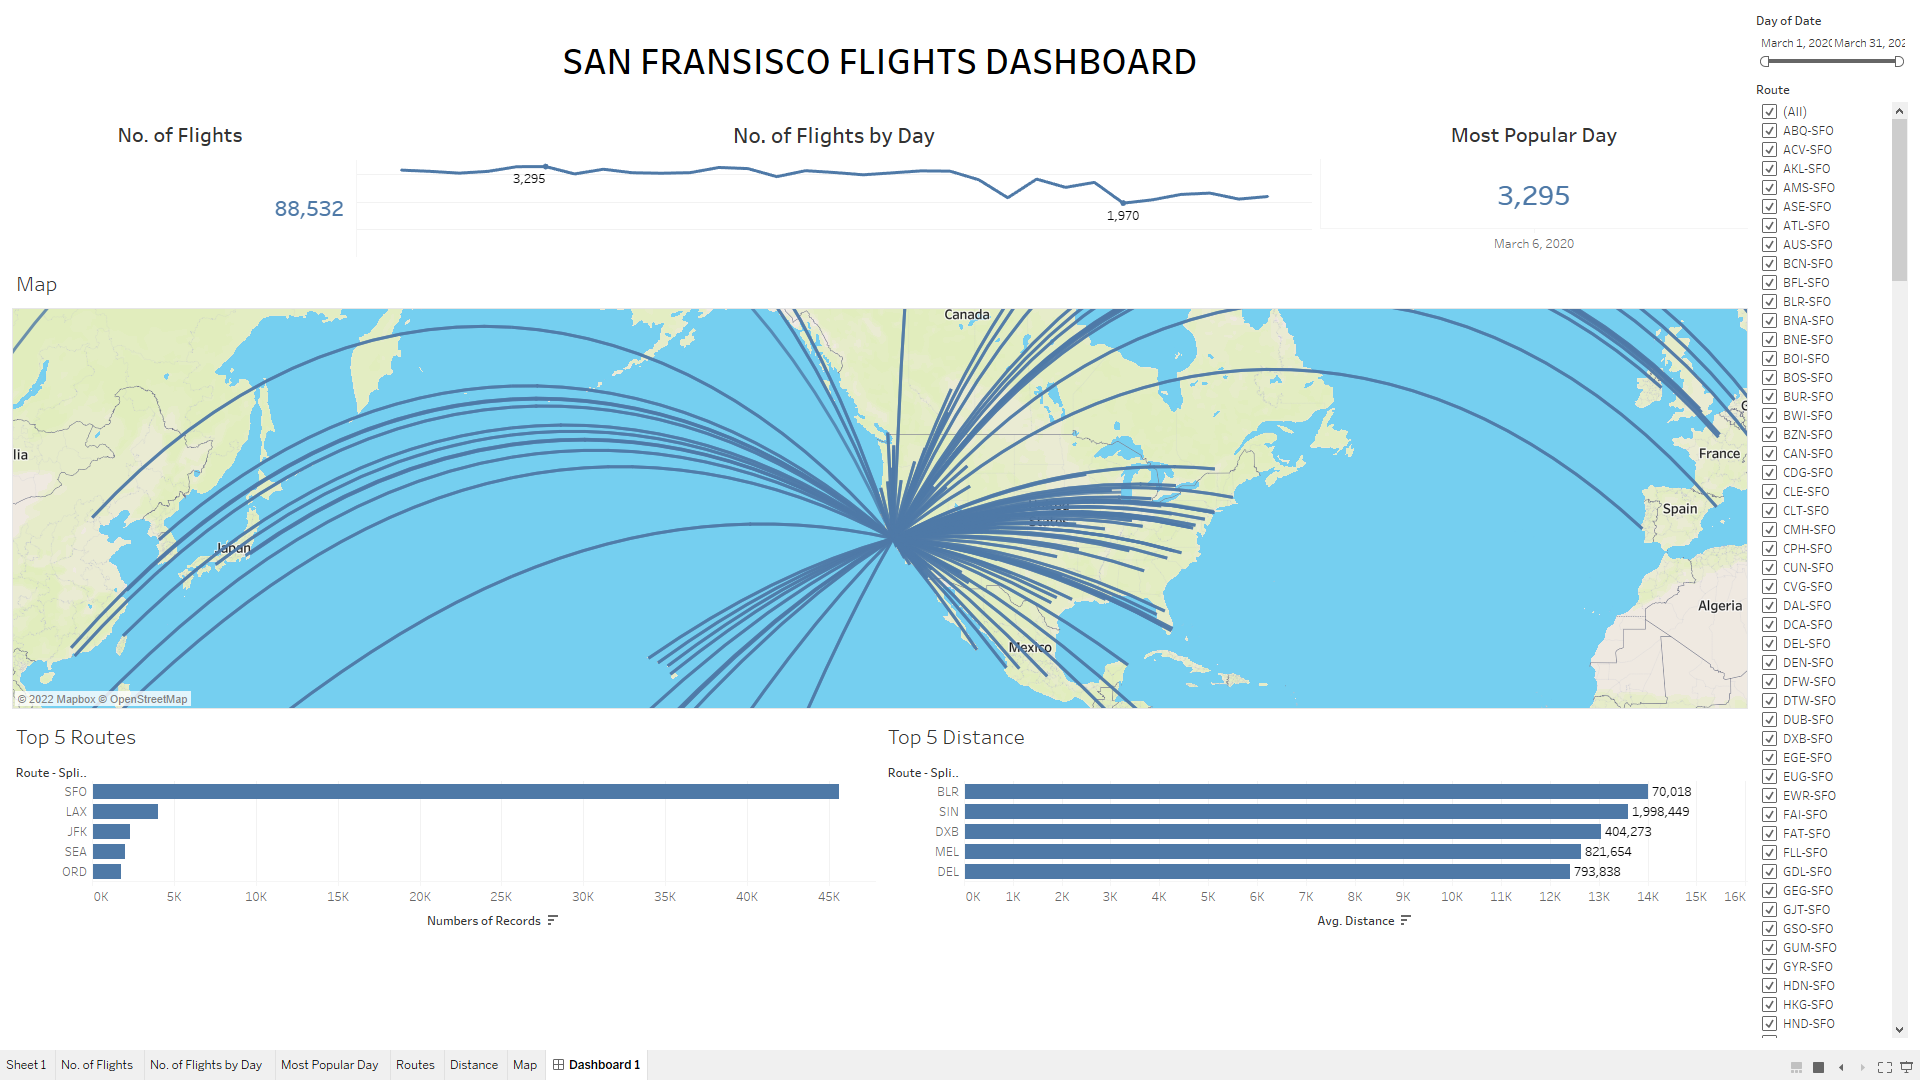 SAN FRANSISCO FLIGHTS DASHBOARD
Day of Date
March 1, 202
March 31, 202
No. of Flights
88,532
No. of Flights by Day
3,295
1,970
Most Popular Day
3,295
March 6, 2020
Route
(All)
ABQ-SFO
ACV-SFO
AKL-SFO
AMS-SFO
ASE-SFO
ATL-SFO
AUS-SFO
BCN-SFO
BFL-SFO
BLR-SFO
BNA-SFO
BNE-SFO
BOI-SFO
BOS-SFO
BUR-SFO
BWI-SFO
BZN-SFO
CAN-SFO
CDG-SFO
CLE-SFO
CLT-SFO
CMH-SFO
CPH-SFO
CUN-SFO
CVG-SFO
DAL-SFO
DCA-SFO
DEL-SFO
DEN-SFO
DFW-SFO
DTW-SFO
DUB-SFO
DXB-SFO
EGE-SFO
EUG-SFO
EWR-SFO
FAI-SFO
FAT-SFO
FLL-SFO
GDL-SFO
GEG-SFO
GJT-SFO
GSO-SFO
GUM-SFO
GYR-SFO
HDN-SFO
HKG-SFO
HND-SFO
Map
Canada
lia
France
Spain
Japan
Algeria
Mexico
© 2022 Mapbox © OpenStreetMap
Top 5 Routes
Route - Spli..
SFO
LAX
JFK
SEA
ORD
0K 5K 10K 15K 20K 25K 30K 35K 40K 45K
Numbers of Records
Top 5 Distance
Route - Spli..
BLR 70,018
SIN 1,998,449
DXB 404,273
MEL 821,654
DEL 793,838
0K 1K 2K 3K 4K 5K 6K 7K 8K 9K 10K 11K 12K 13K 14K 15K 16K
Avg. Distance
Sheet 1 No. of Flights No. of Flights by Day Most Popular Day Routes Distance Map Dashboard 1